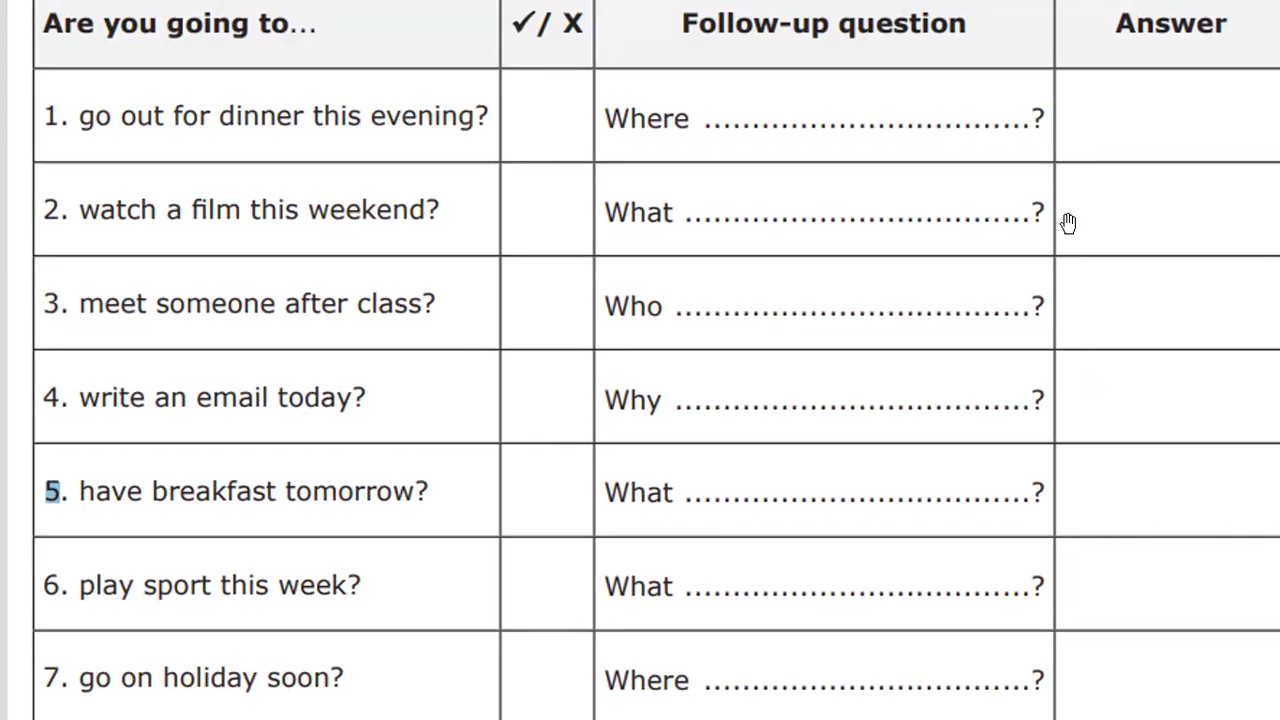 Are you going to... ✓/ X Follow-up question Answer
1. go out for dinner this evening? Where ..................................?
2. watch a film this weekend? What ....................................?
3. meet someone after class? Who .....................................?
4. write an email today? Why .....................................?
5. have breakfast tomorrow? What ....................................?
6. play sport this week? What ....................................?
7. go on holiday soon? Where ..................................?